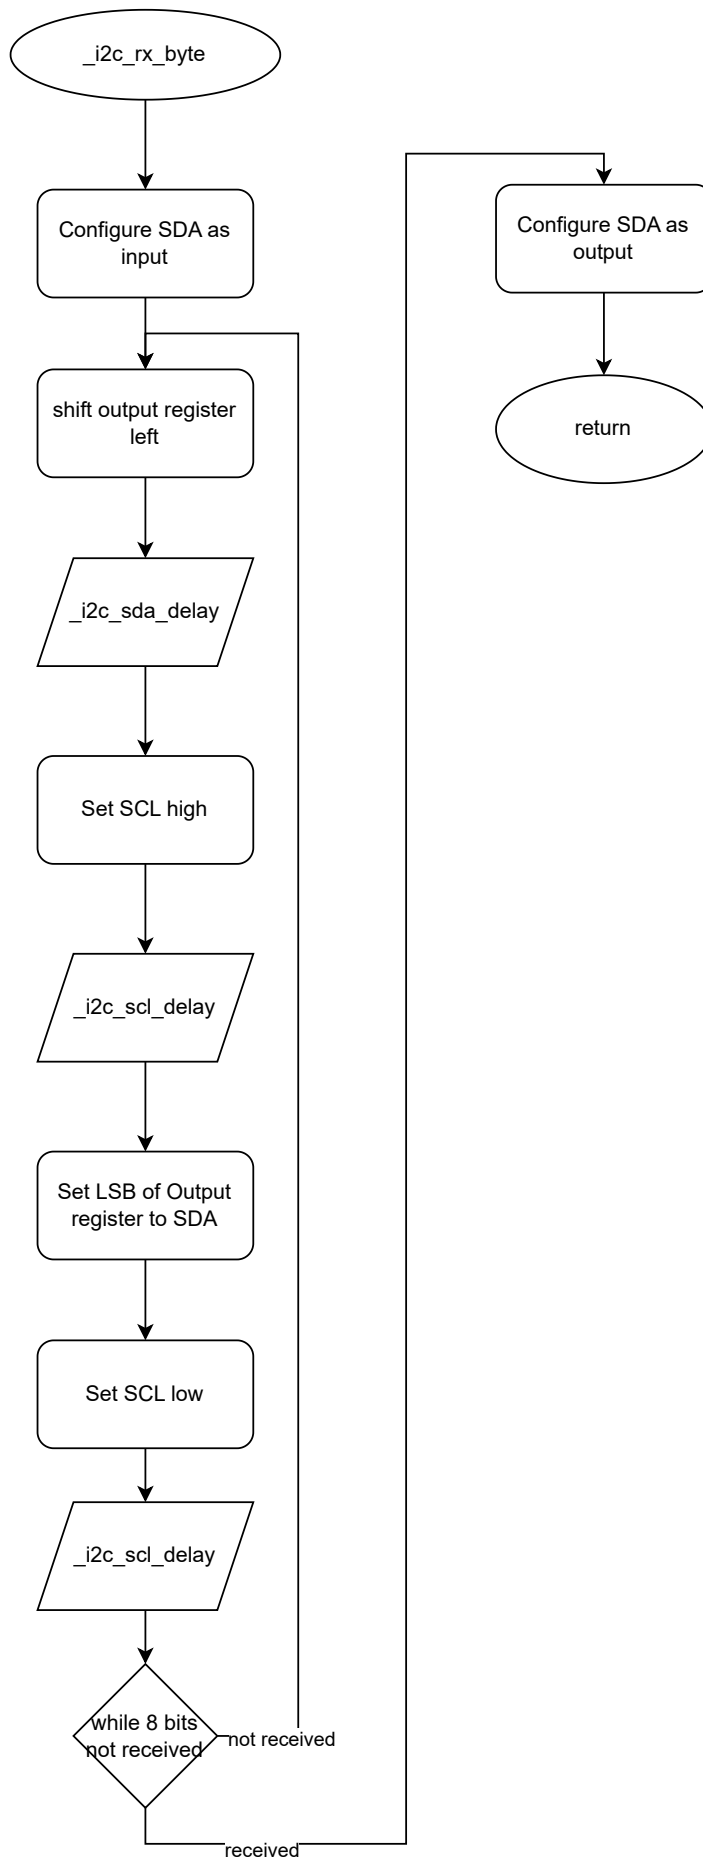 _i2c_rx_byte
Configure SDA as
input
shift output register
left
_i2c_sda_delay
Set SCL high
_i2c_scl_delay
Set LSB of Output
register to SDA
Set SCL low
_i2c_scl_delay
while 8 bits
not received
not received
received
Configure SDA as
output
return